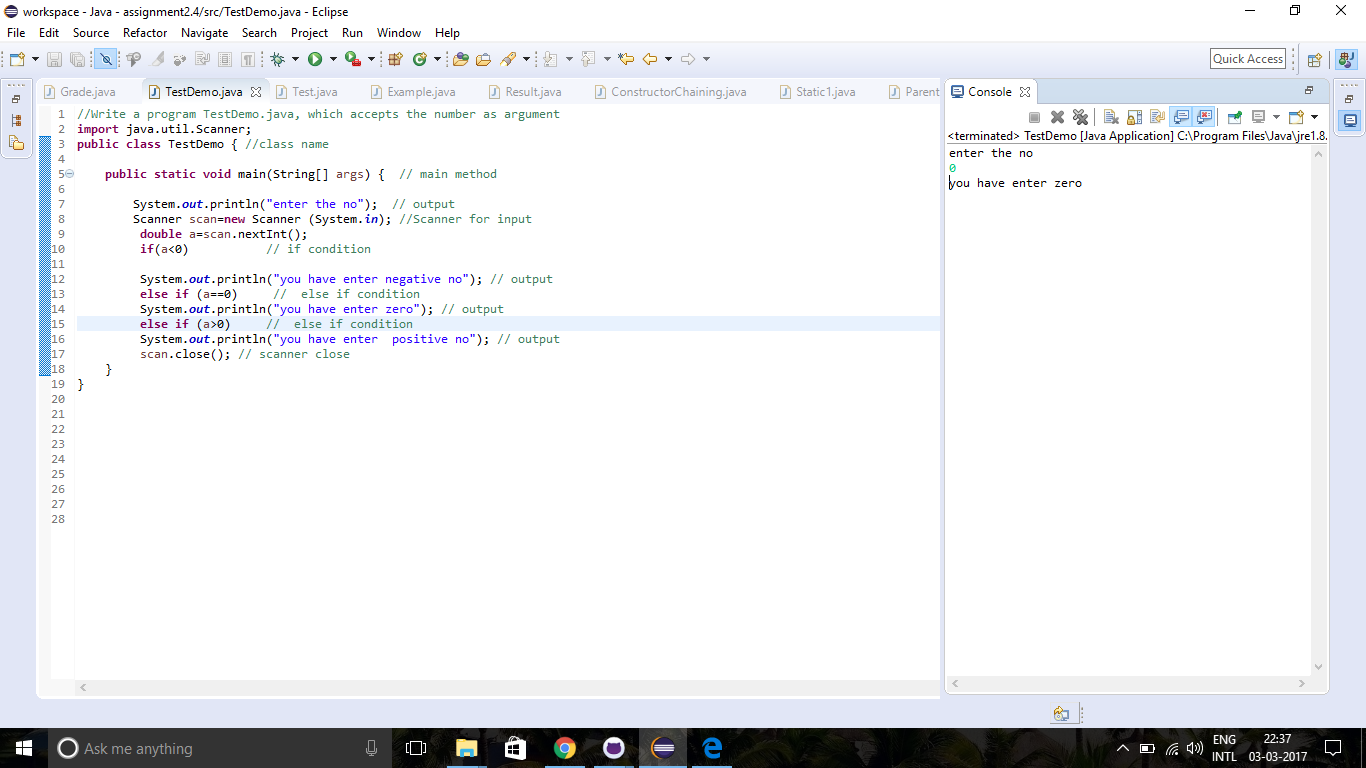 workspace - Java - assignment2.4/src/TestDemo.java - Eclipse
File Edit Source Refactor Navigate Search Project Run Window Help
Quick Access
Grade.java TestDemo.java Test.java Example.java Result.java ConstructorChaining.java Static1.java Parent
1 //Write a program TestDemo.java, which accepts the number as argument
2 import java.util.Scanner;
3 public class TestDemo { //class name
4
5 public static void main(String[] args) { // main method
6
7 System.out.println("enter the no"); // output
8 Scanner scan=new Scanner (System.in); //Scanner for input
9 double a=scan.nextInt();
10 if(a<0) // if condition
11
12 System.out.println("you have enter negative no"); // output
13 else if (a==0) // else if condition
14 System.out.println("you have enter zero"); // output
15 else if (a>0) // else if condition
16 System.out.println("you have enter  positive no"); // output
17 scan.close(); // scanner close
18 }
19 }
20
21
22
23
24
25
26
27
28
Console
<terminated> TestDemo [Java Application] C:\Program Files\Java\jre1.8.
enter the no
0
you have enter zero
Ask me anything
ENG
INTL
22:37
03-03-2017